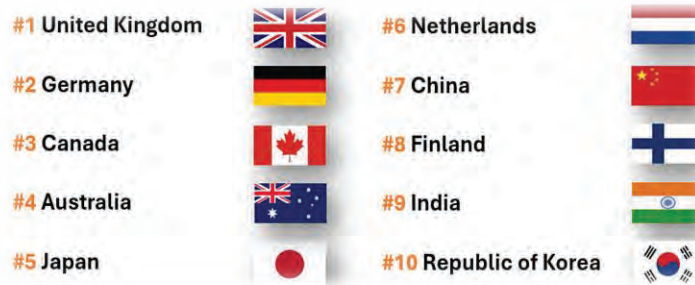 #1 United Kingdom
#2 Germany
#3 Canada
#4 Australia
#5 Japan
#6 Netherlands
#7 China
#8 Finland
#9 India
#10 Republic of Korea